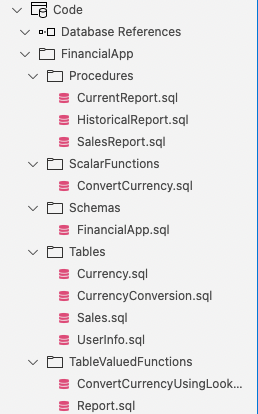 Code
Database References
FinancialApp
Procedures
CurrentReport.sql
HistoricalReport.sql
SalesReport.sql
ScalarFunctions
ConvertCurrency.sql
Schemas
FinancialApp.sql
Tables
Currency.sql
CurrencyConversion.sql
Sales.sql
UserInfo.sql
TableValuedFunctions
ConvertCurrencyUsingLook...
Report.sql